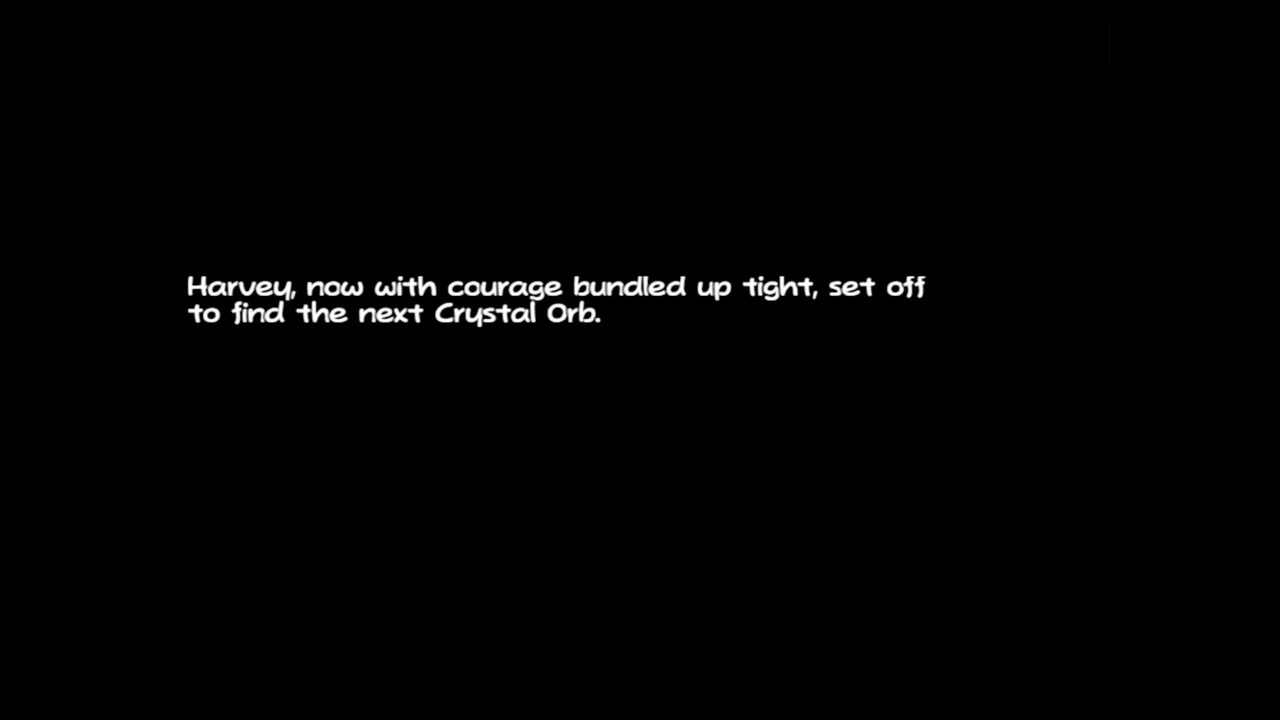 Harvey, now with courage bundled up tight, set off
to find the next Crystal Orb.